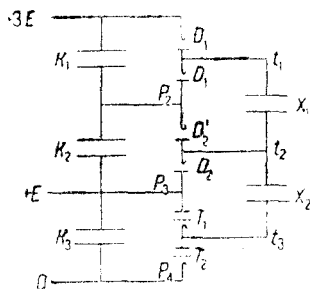 +3E
D₁
K₁
D₁
t₁
P₂
X₁
D₂'
K₂
t₂
D₂
P₃
+E
X₂
T₁
K₃
t₃
T₂
P₄
0